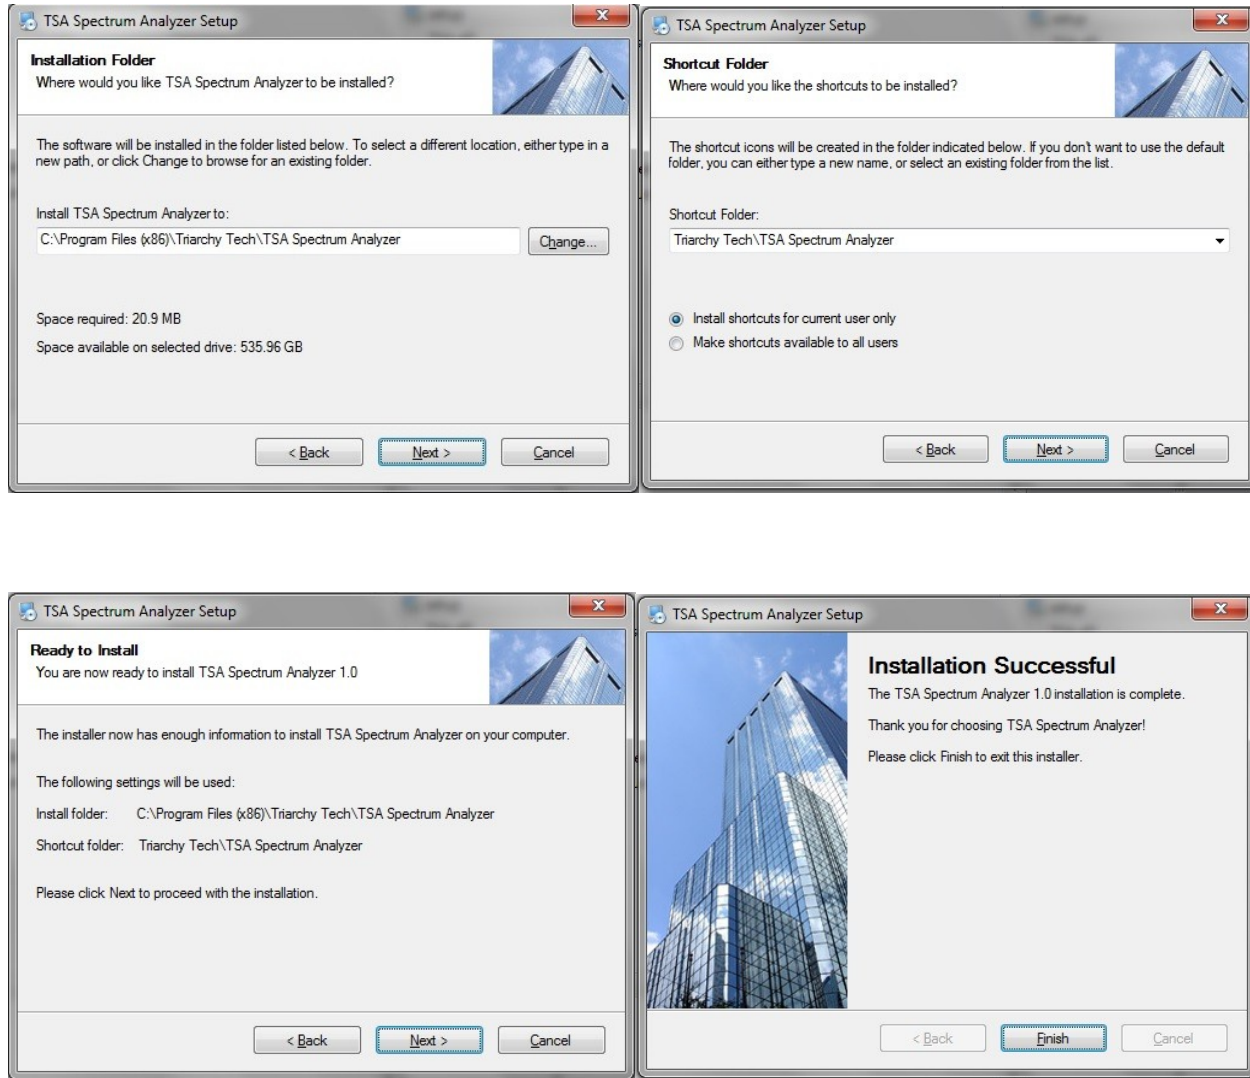 TSA Spectrum Analyzer Setup
Installation Folder
Where would you like TSA Spectrum Analyzer to be installed?
The software will be installed in the folder listed below. To select a different location, either type in a
new path, or click Change to browse for an existing folder.
Install TSA Spectrum Analyzer to:
C:\Program Files (x86)\Triarchy Tech\TSA Spectrum Analyzer
Change...
Space required: 20.9 MB
Space available on selected drive: 535.96 GB
< Back
Next >
Cancel
TSA Spectrum Analyzer Setup
Shortcut Folder
Where would you like the shortcuts to be installed?
The shortcut icons will be created in the folder indicated below. If you don't want to use the default
folder, you can either type a new name, or select an existing folder from the list.
Shortcut Folder:
Triarchy Tech\TSA Spectrum Analyzer
Install shortcuts for current user only
Make shortcuts available to all users
< Back
Next >
Cancel
TSA Spectrum Analyzer Setup
Ready to Install
You are now ready to install TSA Spectrum Analyzer 1.0
The installer now has enough information to install TSA Spectrum Analyzer on your computer.
The following settings will be used:
Install folder: C:\Program Files (x86)\Triarchy Tech\TSA Spectrum Analyzer
Shortcut folder: Triarchy Tech\TSA Spectrum Analyzer
Please click Next to proceed with the installation.
< Back
Next >
Cancel
TSA Spectrum Analyzer Setup
Installation Successful
The TSA Spectrum Analyzer 1.0 installation is complete.
Thank you for choosing TSA Spectrum Analyzer!
Please click Finish to exit this installer.
< Back
Finish
Cancel